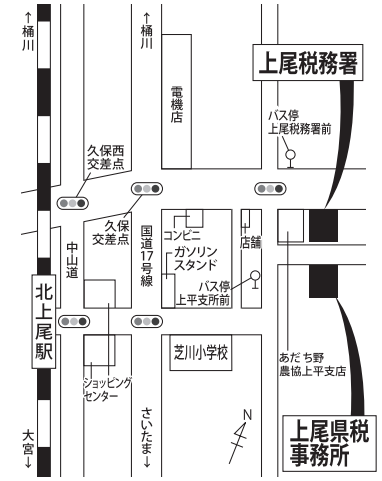 ↑桶川
↑桶川
上尾税務署
電機店
バス停
上尾税務署前
久保西
交差点
久保
交差点
中山道
国道17号線
コンビニ
店舗
ガソリン
スタンド
バス停
上平支所前
北上尾駅
芝川小学校
あだち野
農協上平支店
ショッピング
センター
大宮↓
さいたま↓
N
上尾県税
事務所